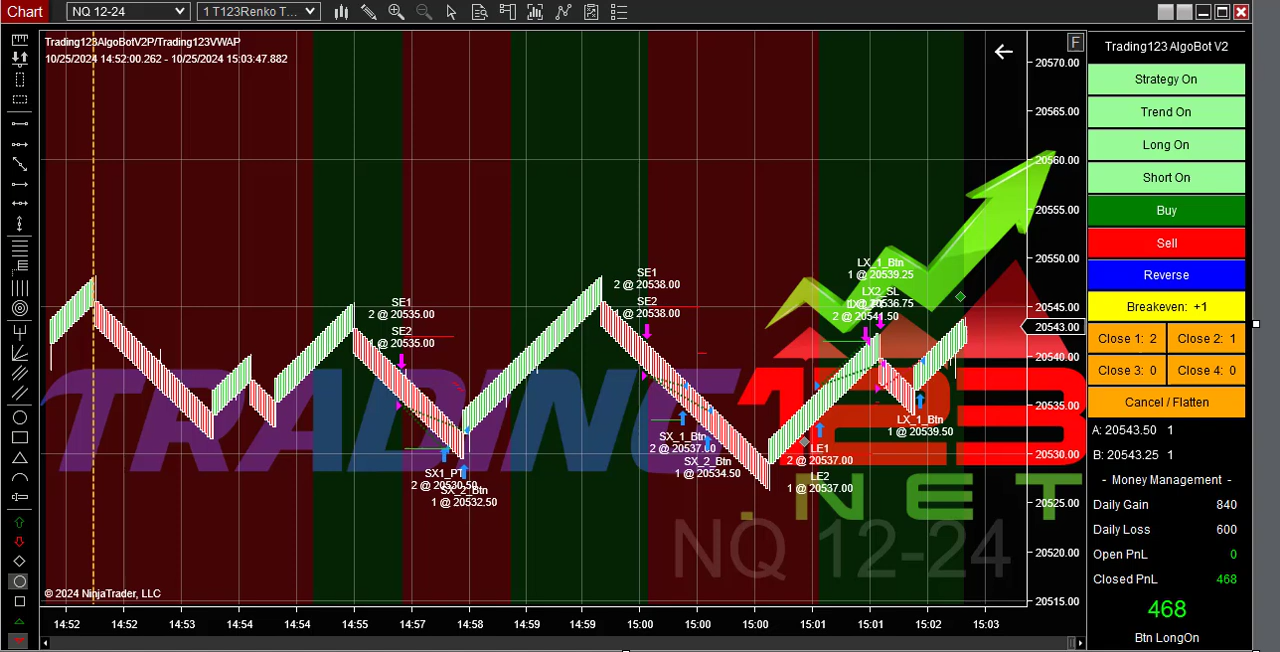 Chart
NQ 12-24
1 T123Renko T...
Trading123AlgoBotV2P/Trading123VWAP
10/25/2024 14:52:00.262 - 10/25/2024 15:03:47.882
F
Trading123 AlgoBot V2
Strategy On
Trend On
Long On
Short On
Buy
Sell
Reverse
Breakeven: +1
Close 1: 2
Close 2: 1
Close 3: 0
Close 4: 0
Cancel / Flatten
A: 20543.50 1
B: 20543.25 1
- Money Management -
Daily Gain 840
Daily Loss 600
Open PnL 0
Closed PnL 468
468
Btn LongOn
20570.00
20565.00
20560.00
20555.00
20550.00
20545.00
20543.00
20540.00
20535.00
20530.00
20525.00
20520.00
20515.00
SE1
2 @ 20535.00
SE2
1 @ 20535.00
SX1_PT
2 @ 20530.50
SX_2_Btn
1 @ 20532.50
SE1
2 @ 20538.00
SE2
1 @ 20538.00
SX_1_Btn
2 @ 20537.00
SX_2_Btn
1 @ 20534.50
LX_1_Btn
1 @ 20539.25
LX2_SL
20536.75
2 @ 20541.50
LE1
2 @ 20537.00
LE2
1 @ 20537.00
LX_1_Btn
1 @ 20539.50
TRADING123
.NET
NQ 12-24
© 2024 NinjaTrader, LLC
14:52 14:52 14:53 14:54 14:54 14:55 14:57 14:58 14:59 14:59 15:00 15:00 15:00 15:01 15:01 15:02 15:03